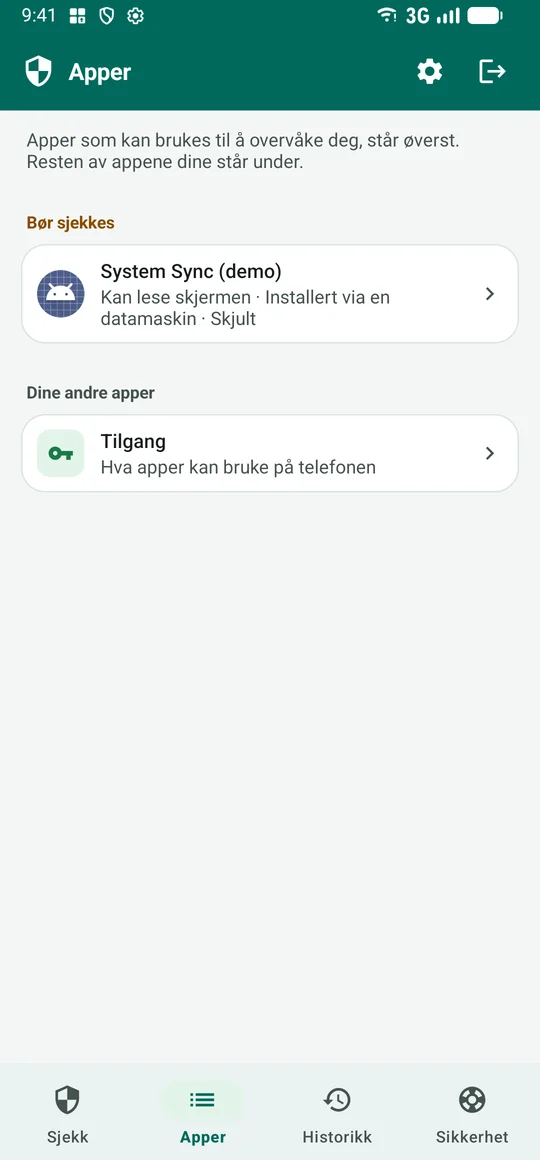 9:41
3G
Apper
Apper som kan brukes til å overvåke deg, står øverst.
Resten av appene dine står under.
Bør sjekkes
System Sync (demo)
Kan lese skjermen · Installert via en
datamaskin · Skjult
Dine andre apper
Tilgang
Hva apper kan bruke på telefonen
Sjekk
Apper
Historikk
Sikkerhet